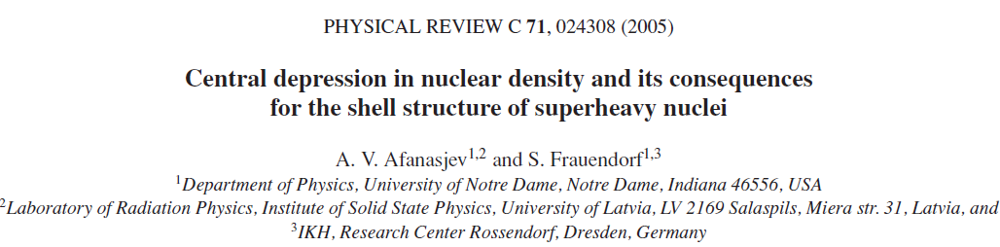 PHYSICAL REVIEW C 71, 024308 (2005)
Central depression in nuclear density and its consequences
for the shell structure of superheavy nuclei
A. V. Afanasjev1,2 and S. Frauendorf1,3
1Department of Physics, University of Notre Dame, Notre Dame, Indiana 46556, USA
2Laboratory of Radiation Physics, Institute of Solid State Physics, University of Latvia, LV 2169 Salaspils, Miera str. 31, Latvia, and
3IKH, Research Center Rossendorf, Dresden, Germany